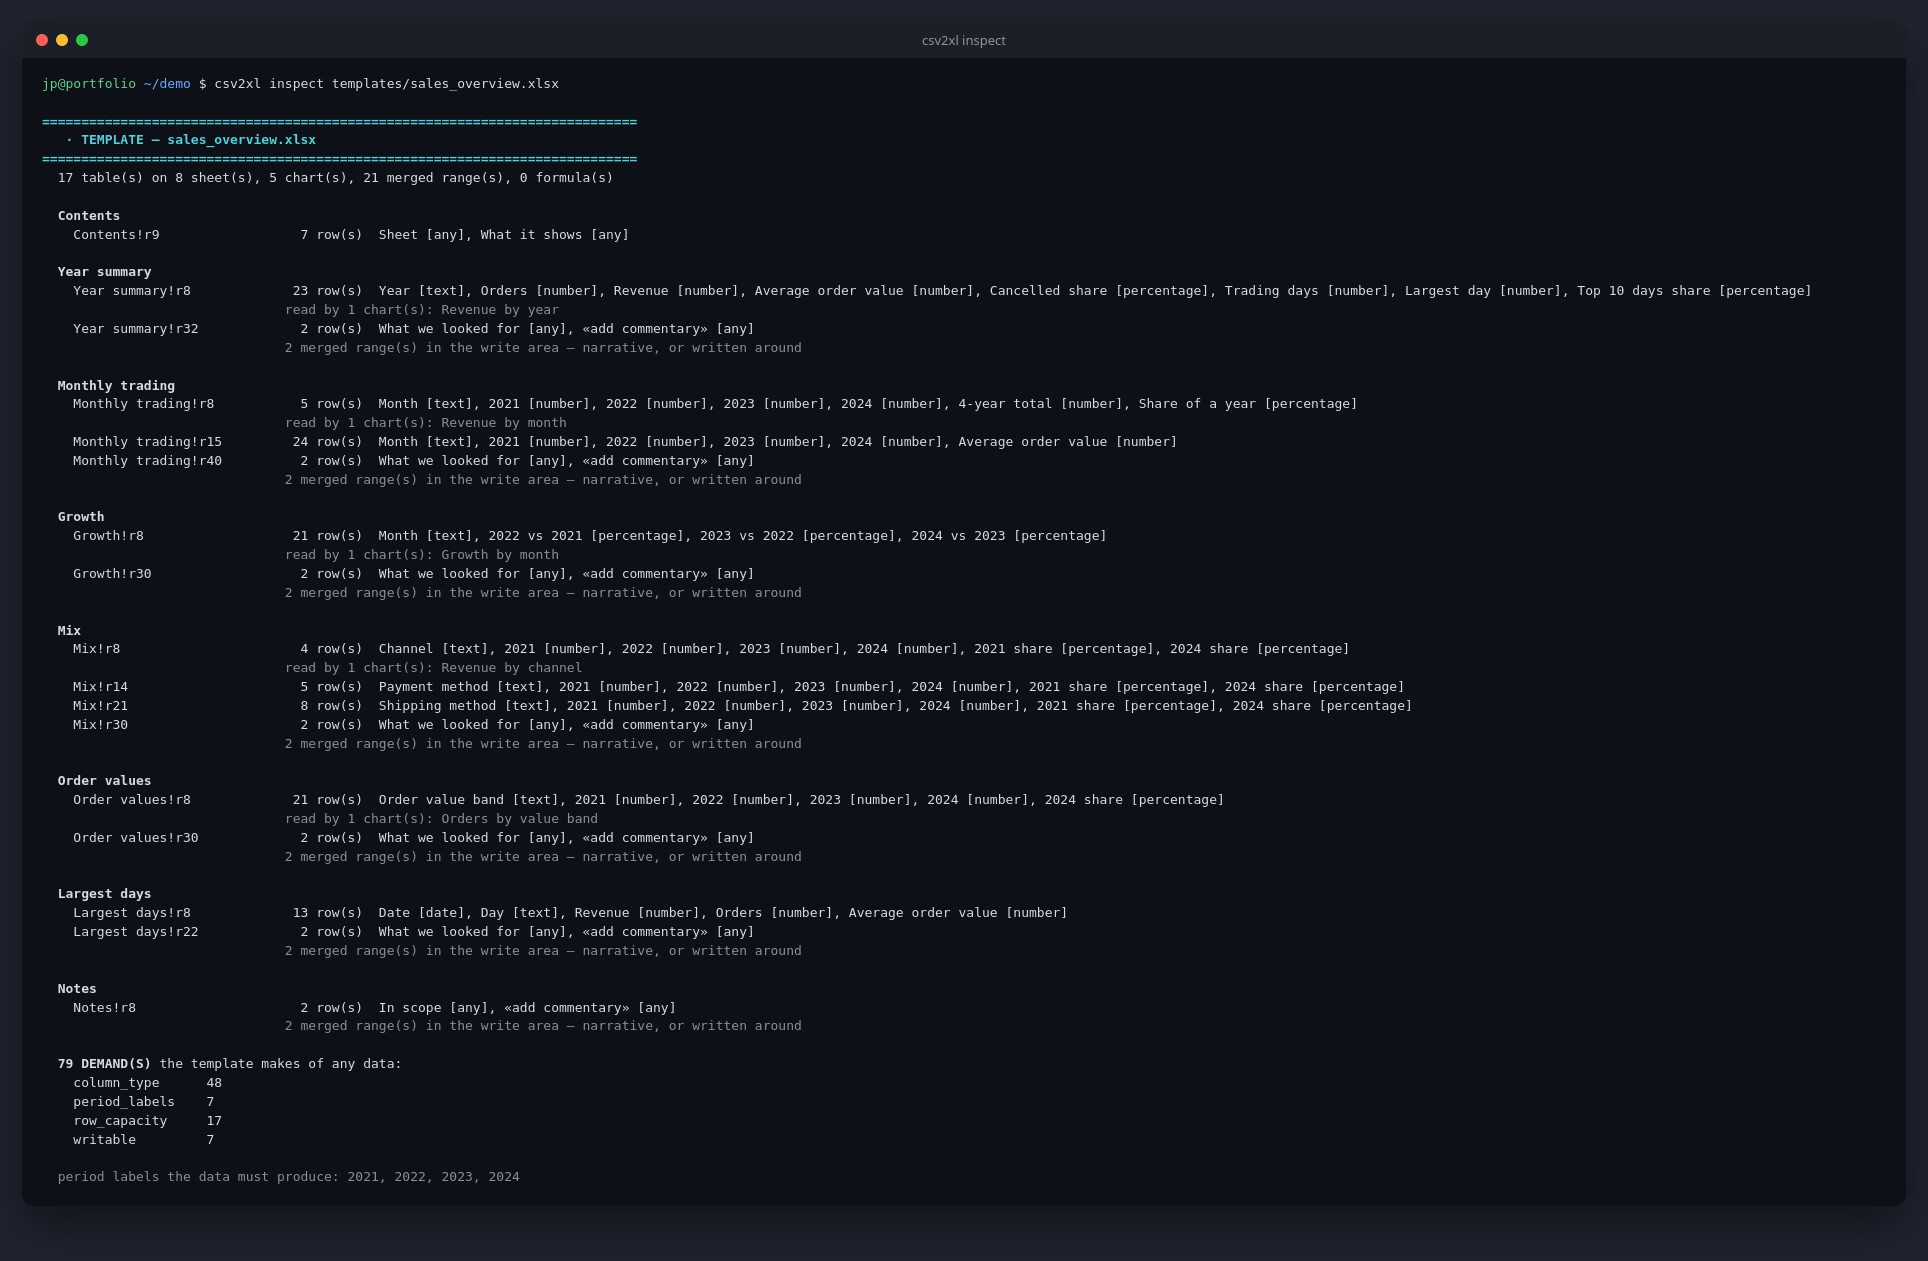 csv2xl inspect
jp@portfolio ~/demo $ csv2xl inspect templates/sales_overview.xlsx
============================================================================
· TEMPLATE — sales_overview.xlsx
============================================================================
17 table(s) on 8 sheet(s), 5 chart(s), 21 merged range(s), 0 formula(s)
Contents
Contents!r9 7 row(s) Sheet [any], What it shows [any]
Year summary
Year summary!r8 23 row(s) Year [text], Orders [number], Revenue [number], Average order value [number], Cancelled share [percentage], Trading days [number], Largest day [number], Top 10 days share [percentage]
read by 1 chart(s): Revenue by year
Year summary!r32 2 row(s) What we looked for [any], «add commentary» [any]
2 merged range(s) in the write area — narrative, or written around
Monthly trading
Monthly trading!r8 5 row(s) Month [text], 2021 [number], 2022 [number], 2023 [number], 2024 [number], 4-year total [number], Share of a year [percentage]
read by 1 chart(s): Revenue by month
Monthly trading!r15 24 row(s) Month [text], 2021 [number], 2022 [number], 2023 [number], 2024 [number], Average order value [number]
Monthly trading!r40 2 row(s) What we looked for [any], «add commentary» [any]
2 merged range(s) in the write area — narrative, or written around
Growth
Growth!r8 21 row(s) Month [text], 2022 vs 2021 [percentage], 2023 vs 2022 [percentage], 2024 vs 2023 [percentage]
read by 1 chart(s): Growth by month
Growth!r30 2 row(s) What we looked for [any], «add commentary» [any]
2 merged range(s) in the write area — narrative, or written around
Mix
Mix!r8 4 row(s) Channel [text], 2021 [number], 2022 [number], 2023 [number], 2024 [number], 2021 share [percentage], 2024 share [percentage]
read by 1 chart(s): Revenue by channel
Mix!r14 5 row(s) Payment method [text], 2021 [number], 2022 [number], 2023 [number], 2024 [number], 2021 share [percentage], 2024 share [percentage]
Mix!r21 8 row(s) Shipping method [text], 2021 [number], 2022 [number], 2023 [number], 2024 [number], 2021 share [percentage], 2024 share [percentage]
Mix!r30 2 row(s) What we looked for [any], «add commentary» [any]
2 merged range(s) in the write area — narrative, or written around
Order values
Order values!r8 21 row(s) Order value band [text], 2021 [number], 2022 [number], 2023 [number], 2024 [number], 2024 share [percentage]
read by 1 chart(s): Orders by value band
Order values!r30 2 row(s) What we looked for [any], «add commentary» [any]
2 merged range(s) in the write area — narrative, or written around
Largest days
Largest days!r8 13 row(s) Date [date], Day [text], Revenue [number], Orders [number], Average order value [number]
Largest days!r22 2 row(s) What we looked for [any], «add commentary» [any]
2 merged range(s) in the write area — narrative, or written around
Notes
Notes!r8 2 row(s) In scope [any], «add commentary» [any]
2 merged range(s) in the write area — narrative, or written around
79 DEMAND(S) the template makes of any data:
column_type 48
period_labels 7
row_capacity 17
writable 7
period labels the data must produce: 2021, 2022, 2023, 2024